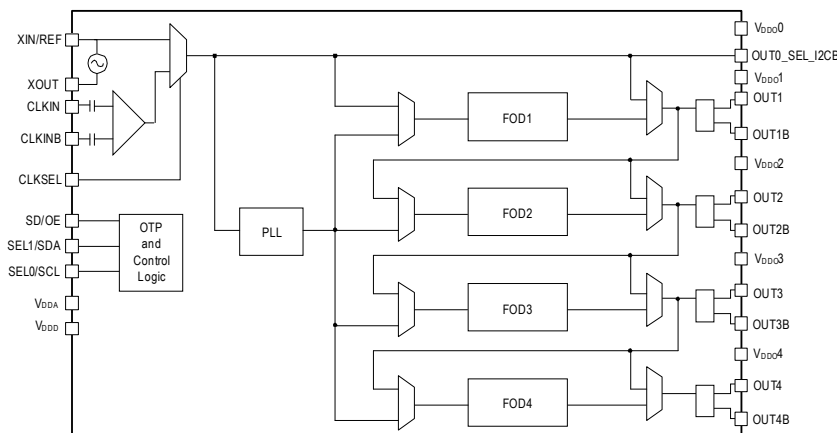 XIN/REF
XOUT
CLKIN
CLKINB
CLKSEL
SD/OE
SEL1/SDA
SEL0/SCL
VDDA
VDDD
OTP
and
Control
Logic
PLL
FOD1
FOD2
FOD3
FOD4
VDDO0
OUT0_SEL_I2CB
VDDO1
OUT1
OUT1B
VDDO2
OUT2
OUT2B
VDDO3
OUT3
OUT3B
VDDO4
OUT4
OUT4B